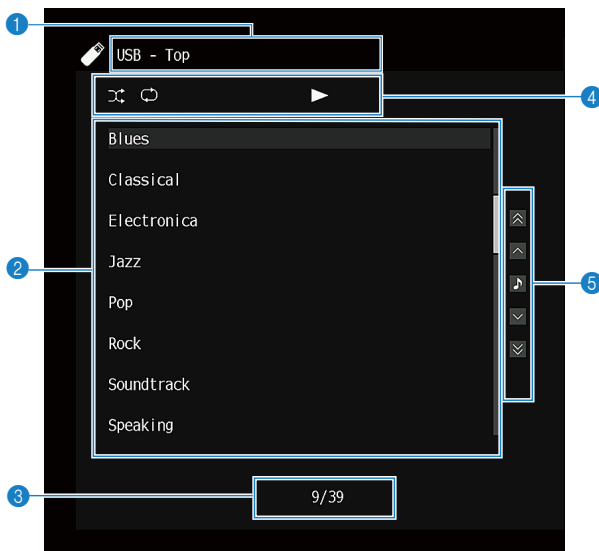 1
USB - Top
4
Blues
Classical
Electronica
Jazz
Pop
Rock
Soundtrack
Speaking
2
5
3
9/39